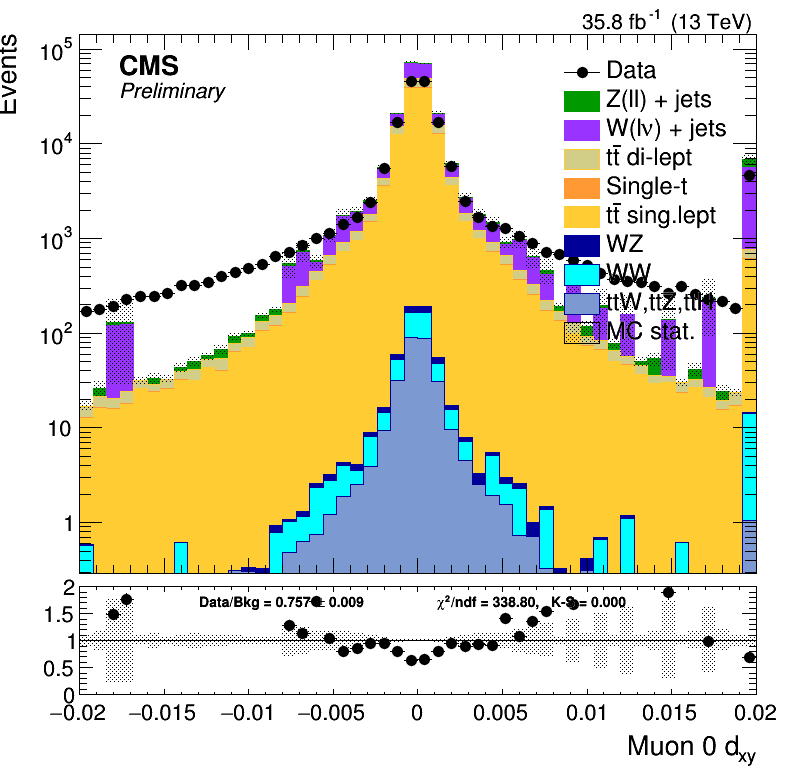 35.8 fb⁻¹ (13 TeV)
Events
CMS
Preliminary
Data
Z(ll) + jets
W(lν) + jets
tt̄ di-lept
Single-t
tt̄ sing.lept
WZ
WW
ttW,ttZ,ttH
MC stat.
10⁵
10⁴
10³
10²
10
1
Data/Bkg = 0.757 ± 0.009 χ²/ndf = 338.80, K-S = 0.000
2
1.5
1
0.5
0
−0.02 −0.015 −0.01 −0.005 0 0.005 0.01 0.015 0.02
Muon 0 dxy